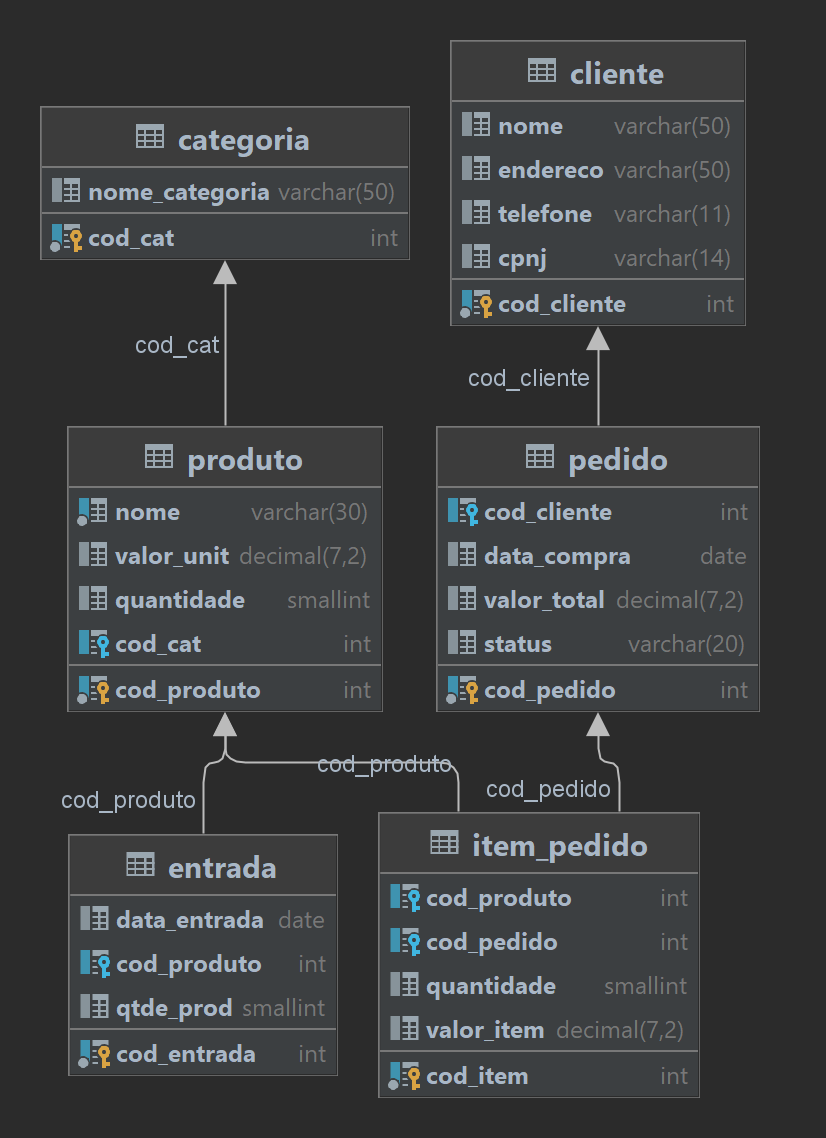 categoria
nome_categoria varchar(50)
cod_cat int
cliente
nome varchar(50)
endereco varchar(50)
telefone varchar(11)
cpnj varchar(14)
cod_cliente int
cod_cat
cod_cliente
produto
nome varchar(30)
valor_unit decimal(7,2)
quantidade smallint
cod_cat int
cod_produto int
pedido
cod_cliente int
data_compra date
valor_total decimal(7,2)
status varchar(20)
cod_pedido int
cod_produto
cod_produto
cod_pedido
entrada
data_entrada date
cod_produto int
qtde_prod smallint
cod_entrada int
item_pedido
cod_produto int
cod_pedido int
quantidade smallint
valor_item decimal(7,2)
cod_item int